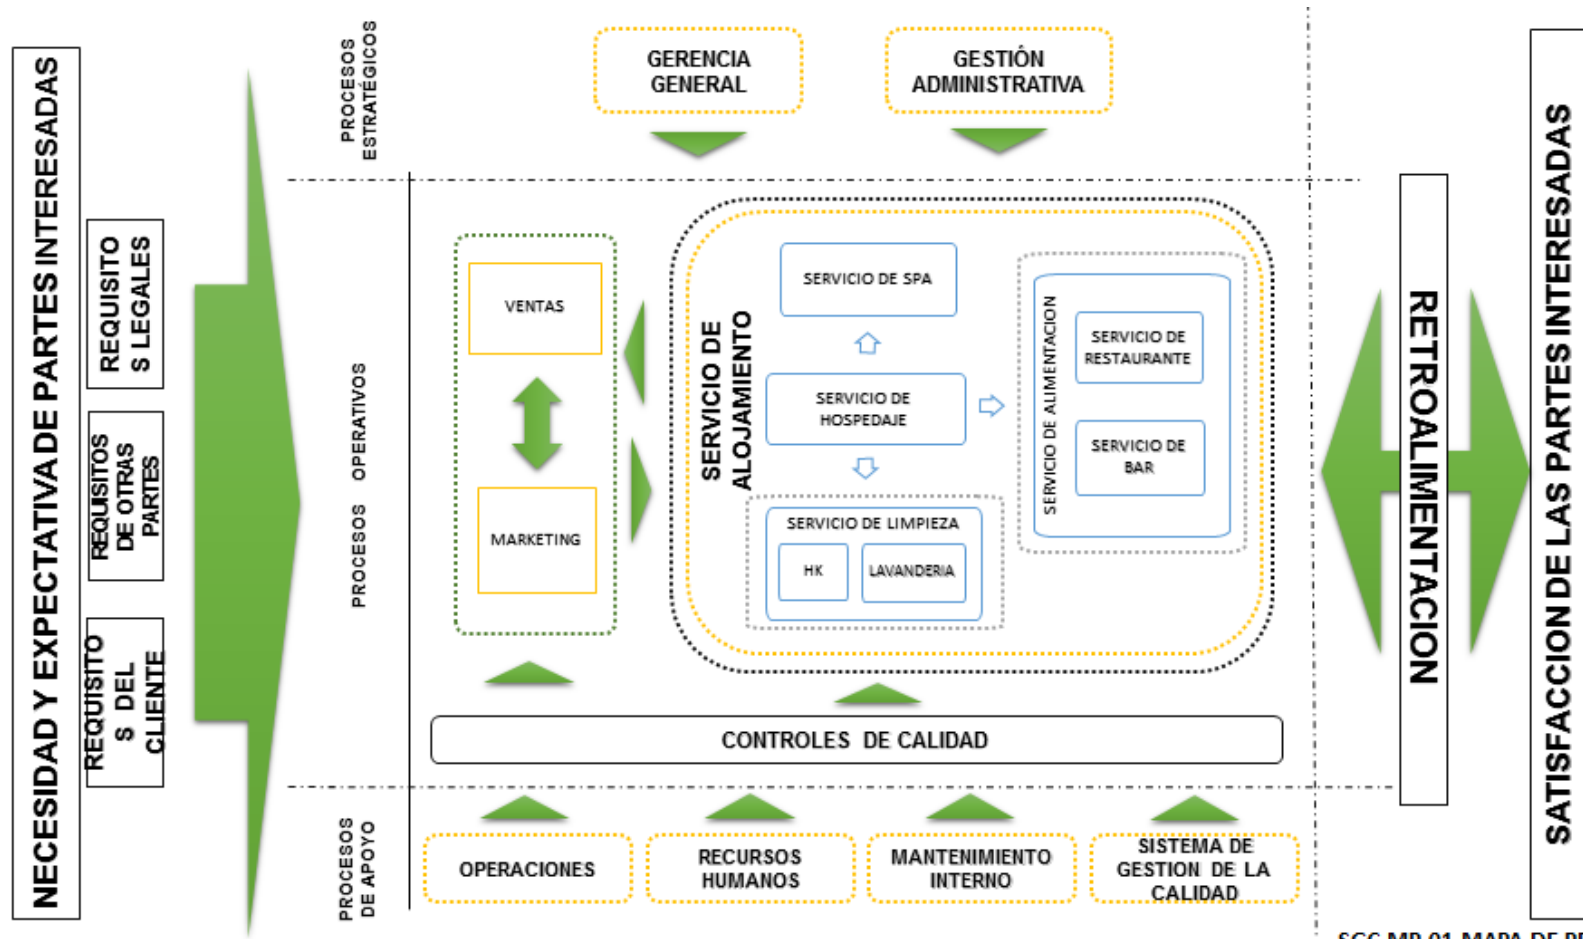 NECESIDAD Y EXPECTATIVA DE PARTES INTERESADAS
REQUISITO
S LEGALES
REQUISITOS
DE OTRAS
PARTES
REQUISITO
S DEL
CLIENTE
PROCESOS
ESTRATÉGICOS
GERENCIA
GENERAL
GESTIÓN
ADMINISTRATIVA
PROCESOS OPERATIVOS
VENTAS
MARKETING
SERVICIO DE
ALOJAMIENTO
SERVICIO DE SPA
SERVICIO DE
HOSPEDAJE
SERVICIO DE LIMPIEZA
HK
LAVANDERIA
SERVICIO DE ALIMENTACION
SERVICIO DE
RESTAURANTE
SERVICIO DE
BAR
CONTROLES DE CALIDAD
PROCESOS
DE APOYO
OPERACIONES
RECURSOS
HUMANOS
MANTENIMIENTO
INTERNO
SISTEMA DE
GESTION DE LA
CALIDAD
RETROALIMENTACION
SATISFACCION DE LAS PARTES INTERESADAS